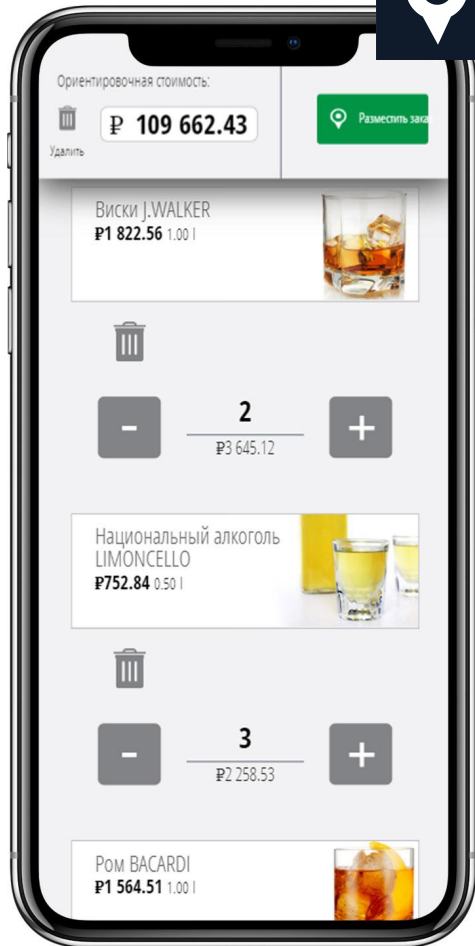 Ориентировочная стоимость:
₽ 109 662.43
Удалить
Разместить зака
Виски J.WALKER
₽1 822.56 1.00 l
- 2 +
₽3 645.12
Национальный алкоголь
LIMONCELLO
₽752.84 0.50 l
- 3 +
₽2 258.53
Ром BACARDI
₽1 564.51 1.00 l